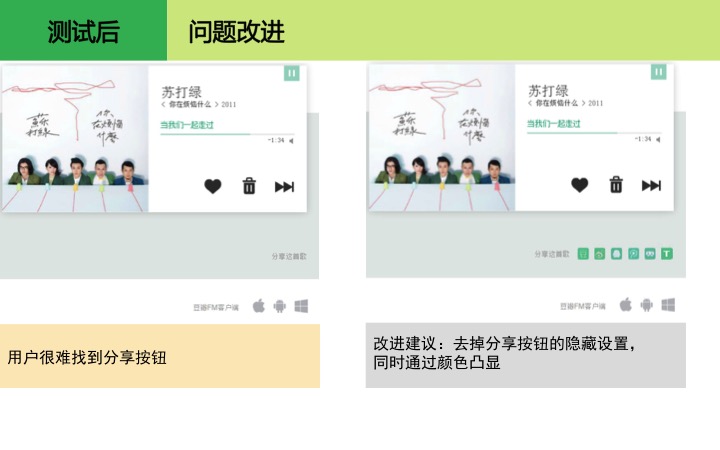 测试后
问题改进
苏打绿
< 你在烦恼什么 > 2011
当我们一起走过
-1:34
分享这首歌
豆瓣FM客户端
用户很难找到分享按钮
苏打绿
< 你在烦恼什么 > 2011
当我们一起走过
-1:34
分享这首歌
豆
T
豆瓣FM客户端
改进建议：去掉分享按钮的隐藏设置，
同时通过颜色凸显